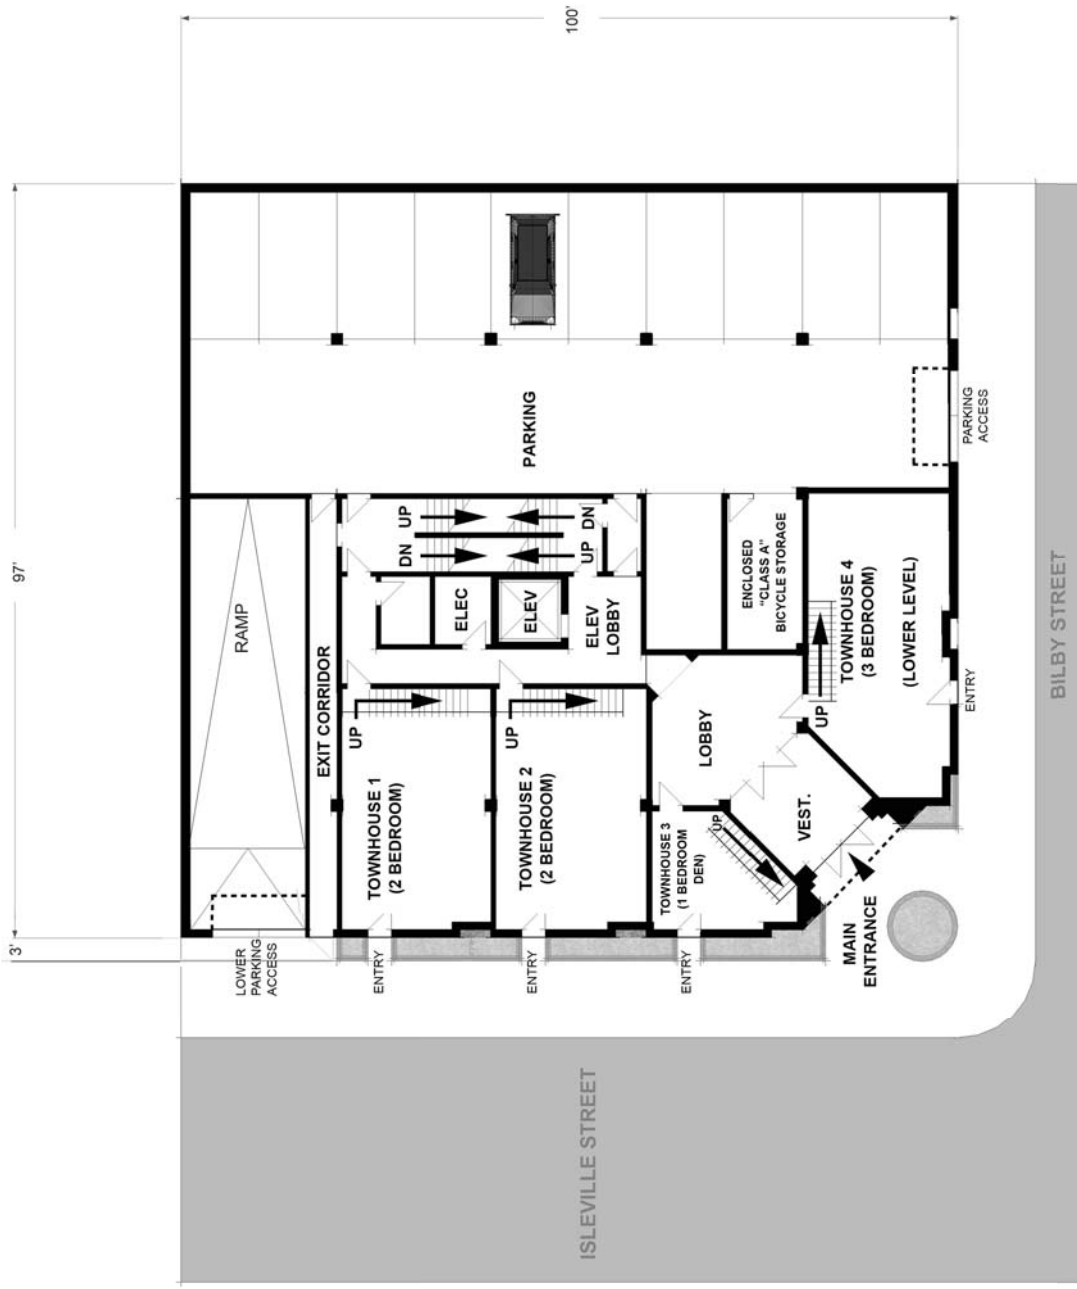 100'
97'
3'
PARKING
PARKING
ACCESS
RAMP
EXIT CORRIDOR
UP
DN
DN
UP
ELEC
ELEV
ELEV
LOBBY
ENCLOSED
"CLASS A"
BICYCLE STORAGE
TOWNHOUSE 4
(3 BEDROOM)
(LOWER LEVEL)
UP
ENTRY
LOBBY
VEST.
UP
TOWNHOUSE 1
(2 BEDROOM)
UP
TOWNHOUSE 2
(2 BEDROOM)
UP
TOWNHOUSE 3
(1 BEDROOM
DEN)
LOWER
PARKING
ACCESS
ENTRY
ENTRY
ENTRY
MAIN
ENTRANCE
ISLEVILLE STREET
BILBY STREET